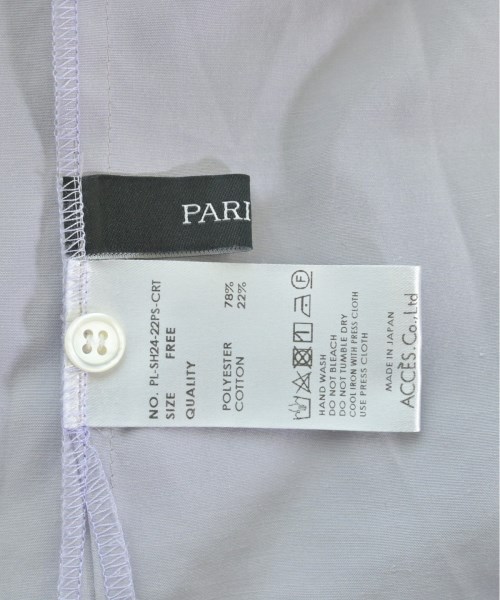 PARI
NO. PL-SH24-22PS-CRT
SIZE FREE
QUALITY
POLYESTER 78%
COTTON 22%
HAND WASH
DO NOT BLEACH
DO NOT TUMBLE DRY
COOL IRON WITH PRESS CLOTH
USE PRESS CLOTH
MADE IN JAPAN
ACCÈS.Co.,Ltd